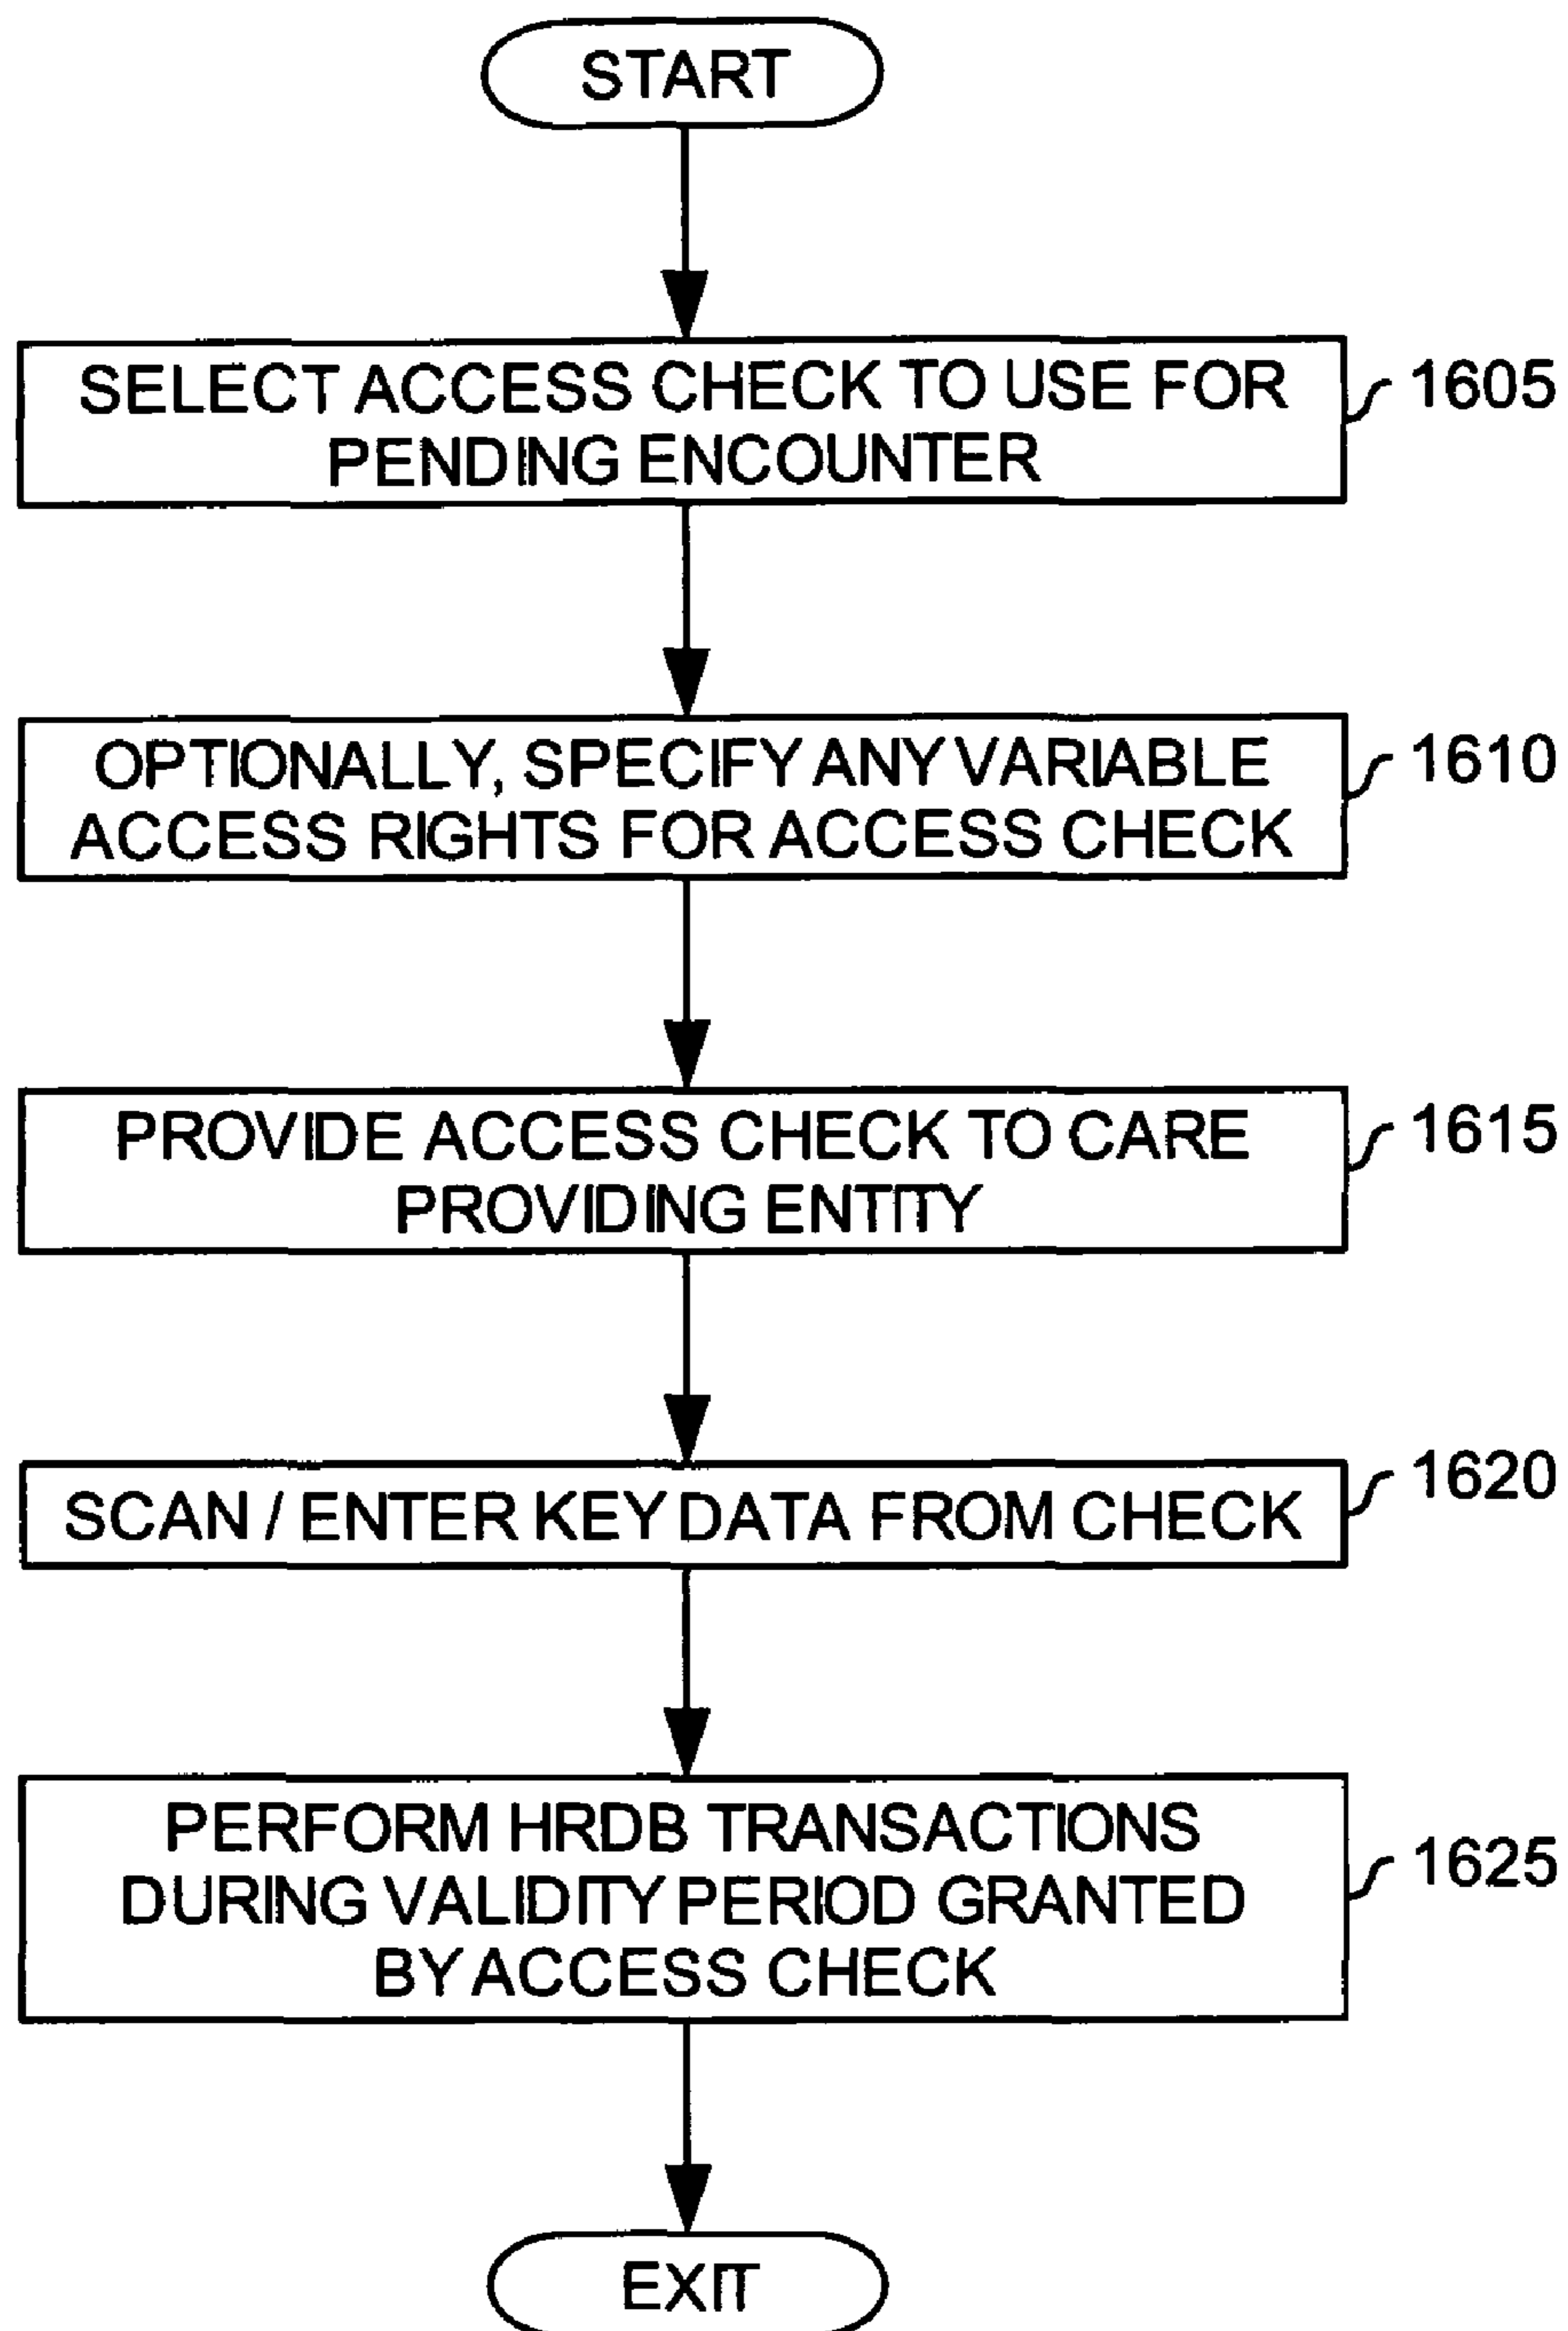 START
SELECT ACCESS CHECK TO USE FOR
PENDING ENCOUNTER
1605
OPTIONALLY, SPECIFY ANY VARIABLE
ACCESS RIGHTS FOR ACCESS CHECK
1610
PROVIDE ACCESS CHECK TO CARE
PROVIDING ENTITY
1615
SCAN / ENTER KEY DATA FROM CHECK
1620
PERFORM HRDB TRANSACTIONS
DURING VALIDITY PERIOD GRANTED
BY ACCESS CHECK
1625
EXIT